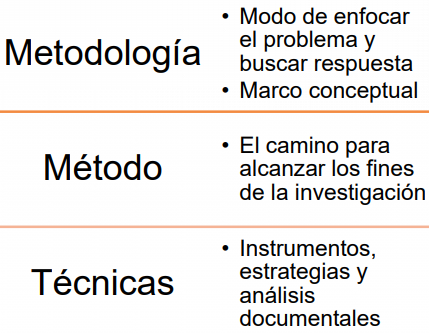 Metodología
• Modo de enfocar
el problema y
buscar respuesta
• Marco conceptual
Método
• El camino para
alcanzar los fines
de la investigación
Técnicas
• Instrumentos,
estrategias y
análisis
documentales